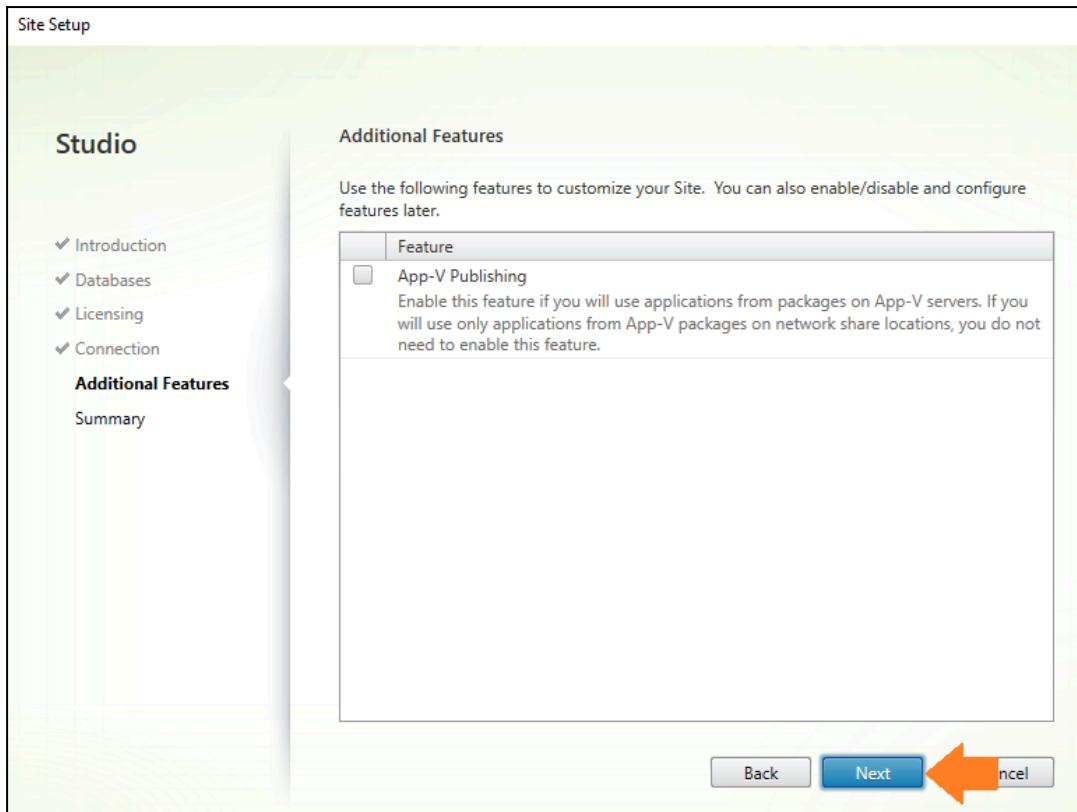 Site Setup
Studio
Introduction
Databases
Licensing
Connection
Additional Features
Summary
Additional Features
Use the following features to customize your Site. You can also enable/disable and configure
features later.
Feature
App-V Publishing
Enable this feature if you will use applications from packages on App-V servers. If you
will use only applications from App-V packages on network share locations, you do not
need to enable this feature.
Back
Next
ncel